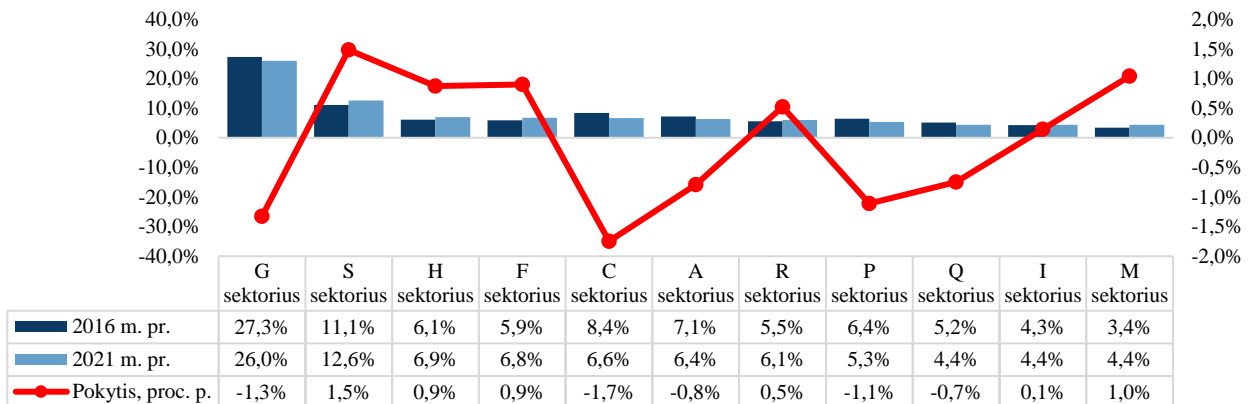 40,0% 2,0%
30,0% 1,5%
20,0% 1,0%
10,0% 0,5%
0,0% 0,0%
-10,0% -0,5%
-20,0% -1,0%
-30,0% -1,5%
-40,0% -2,0%
G S H F C A R P Q I M
sektorius sektorius sektorius sektorius sektorius sektorius sektorius sektorius sektorius sektorius sektorius
2016 m. pr. 27,3% 11,1% 6,1% 5,9% 8,4% 7,1% 5,5% 6,4% 5,2% 4,3% 3,4%
2021 m. pr. 26,0% 12,6% 6,9% 6,8% 6,6% 6,4% 6,1% 5,3% 4,4% 4,4% 4,4%
Pokytis, proc. p. -1,3% 1,5% 0,9% 0,9% -1,7% -0,8% 0,5% -1,1% -0,7% 0,1% 1,0%